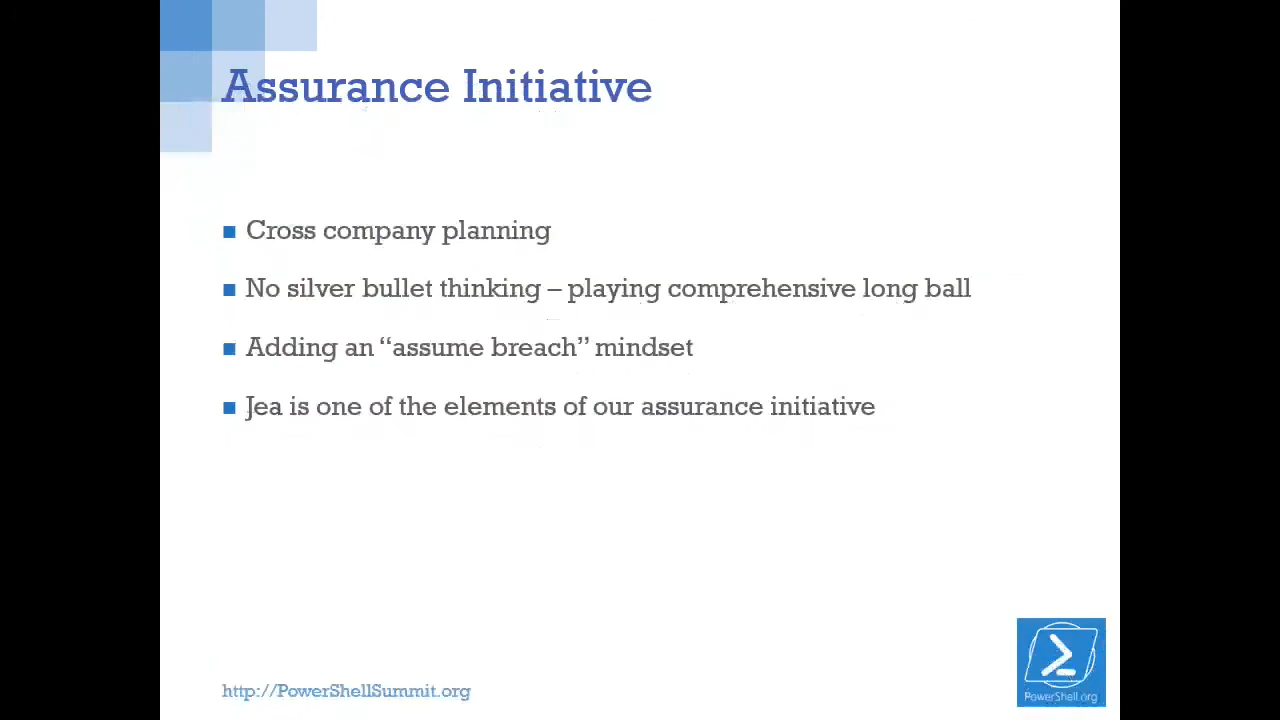 Assurance Initiative
Cross company planning
No silver bullet thinking – playing comprehensive long ball
Adding an “assume breach” mindset
Jea is one of the elements of our assurance initiative
http://PowerShellSummit.org
PowerShell.org